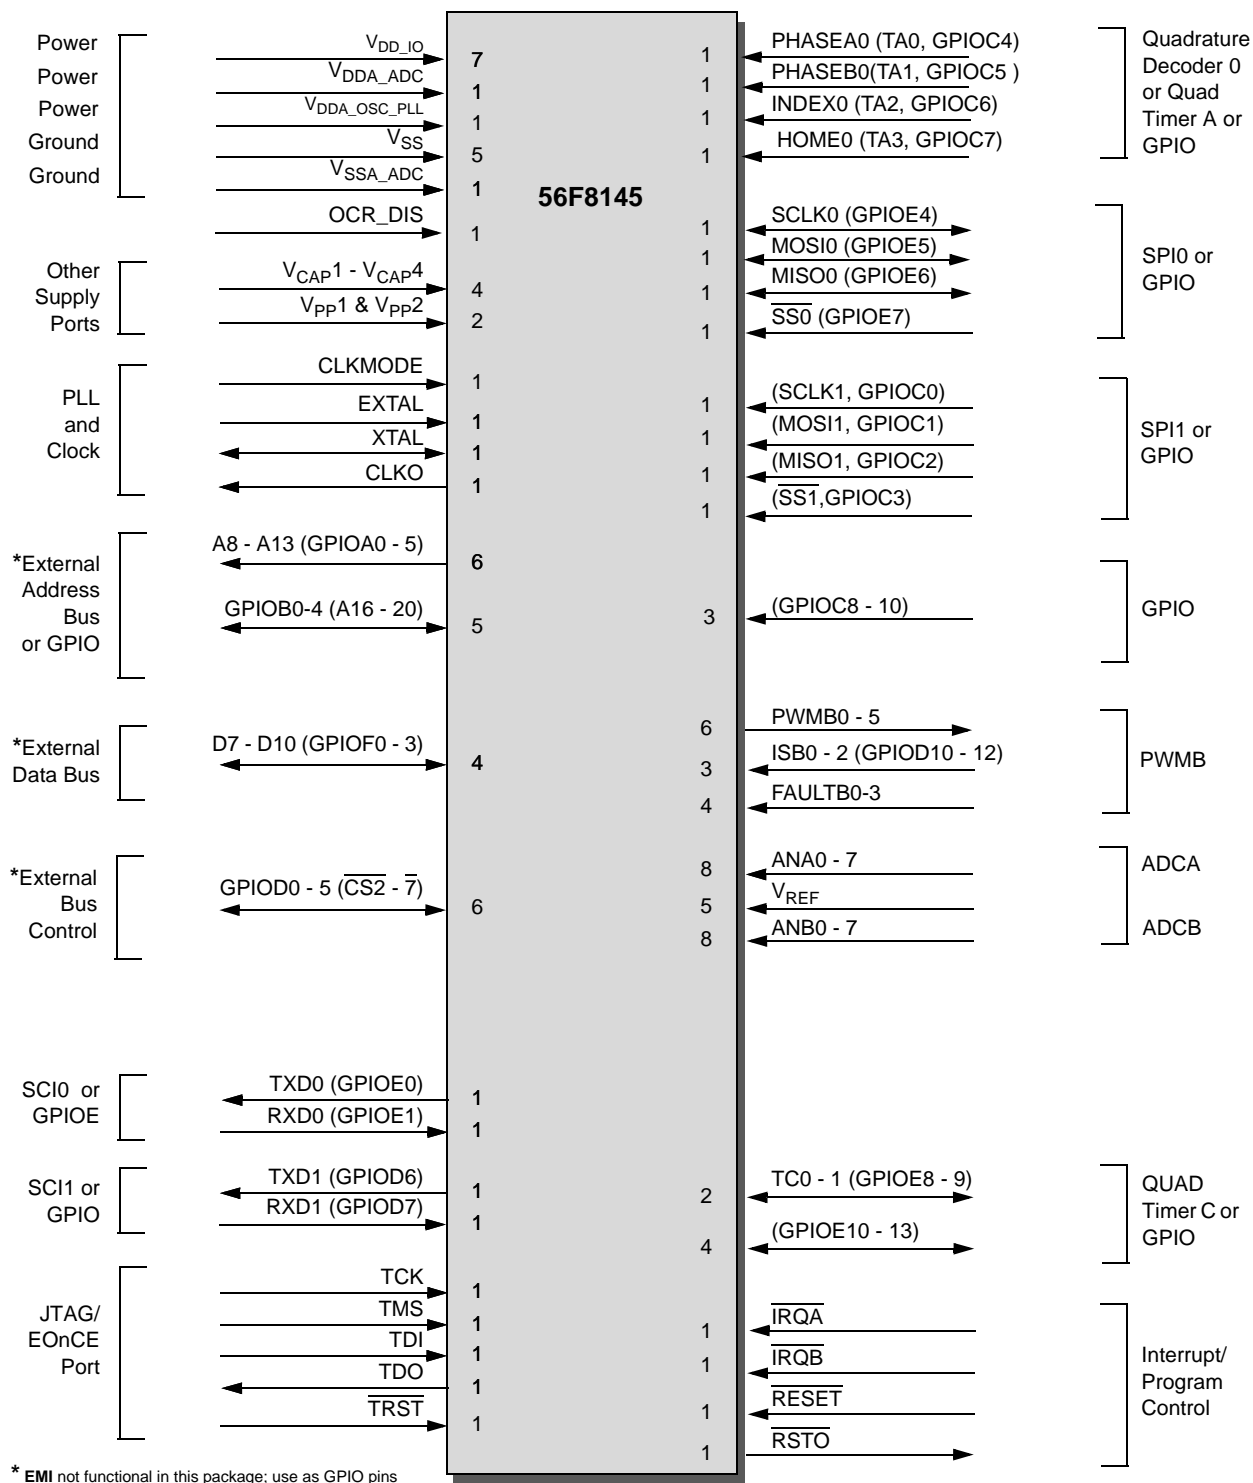 56F8145
Power
Power
Power
Ground
Ground
VDD_IO
7
VDDA_ADC
1
VDDA_OSC_PLL
1
VSS
5
VSSA_ADC
1
OCR_DIS
1
Other
Supply
Ports
VCAP1 - VCAP4
4
VPP1 & VPP2
2
PLL
and
Clock
CLKMODE
1
EXTAL
1
XTAL
1
CLKO
1
*External
Address
Bus
or GPIO
A8 - A13 (GPIOA0 - 5)
6
GPIOB0-4 (A16 - 20)
5
*External
Data Bus
D7 - D10 (GPIOF0 - 3)
4
*External
Bus
Control
GPIOD0 - 5 (CS2 - 7)
6
SCI0 or
GPIOE
TXD0 (GPIOE0)
1
RXD0 (GPIOE1)
1
SCI1 or
GPIO
TXD1 (GPIOD6)
1
RXD1 (GPIOD7)
1
JTAG/
EOnCE
Port
TCK
1
TMS
1
TDI
1
TDO
1
TRST
1
1
PHASEA0 (TA0, GPIOC4)
1
PHASEB0(TA1, GPIOC5 )
1
INDEX0 (TA2, GPIOC6)
1
HOME0 (TA3, GPIOC7)
Quadrature
Decoder 0
or Quad
Timer A or
GPIO
1
SCLK0 (GPIOE4)
1
MOSI0 (GPIOE5)
1
MISO0 (GPIOE6)
1
SS0 (GPIOE7)
SPI0 or
GPIO
1
(SCLK1, GPIOC0)
1
(MOSI1, GPIOC1)
1
(MISO1, GPIOC2)
1
(SS1,GPIOC3)
SPI1 or
GPIO
3
(GPIOC8 - 10)
GPIO
6
PWMB0 - 5
3
ISB0 - 2 (GPIOD10 - 12)
4
FAULTB0-3
PWMB
8
ANA0 - 7
5
VREF
8
ANB0 - 7
ADCA
ADCB
2
TC0 - 1 (GPIOE8 - 9)
4
(GPIOE10 - 13)
QUAD
Timer C or
GPIO
1
IRQA
1
IRQB
1
RESET
1
RSTO
Interrupt/
Program
Control
* EMI not functional in this package; use as GPIO pins